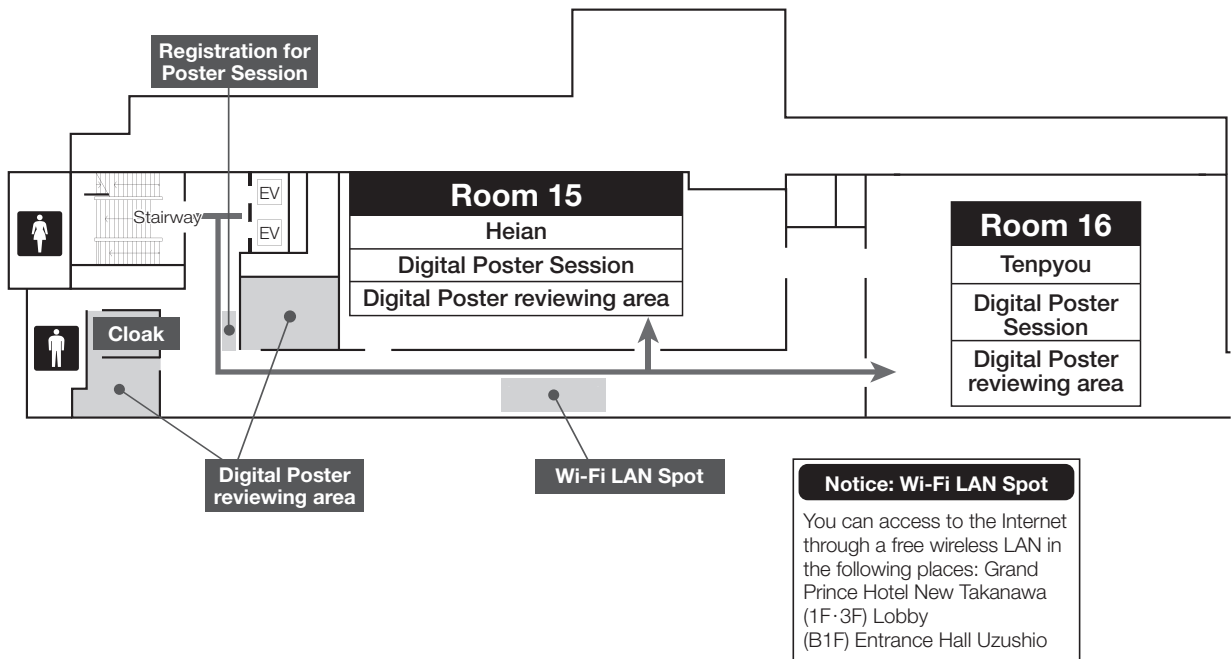 Registration for
Poster Session
EV
Stairway
EV
Room 15
Heian
Digital Poster Session
Digital Poster reviewing area
Room 16
Tenpyou
Digital Poster
Session
Digital Poster
reviewing area
Cloak
Digital Poster
reviewing area
Wi-Fi LAN Spot
Notice: Wi-Fi LAN Spot
You can access to the Internet
through a free wireless LAN in
the following places: Grand
Prince Hotel New Takanawa
(1F·3F) Lobby
(B1F) Entrance Hall Uzushio